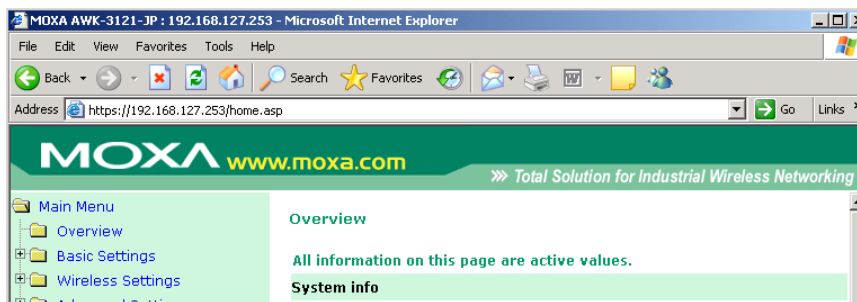 MOXA AWK-3121-JP : 192.168.127.253 - Microsoft Internet Explorer
File Edit View Favorites Tools Help
Back Search Favorites
Address https://192.168.127.253/home.asp Go Links
MOXA www.moxa.com
Total Solution for Industrial Wireless Networking
Main Menu
Overview
Basic Settings
Wireless Settings
Overview
All information on this page are active values.
System info